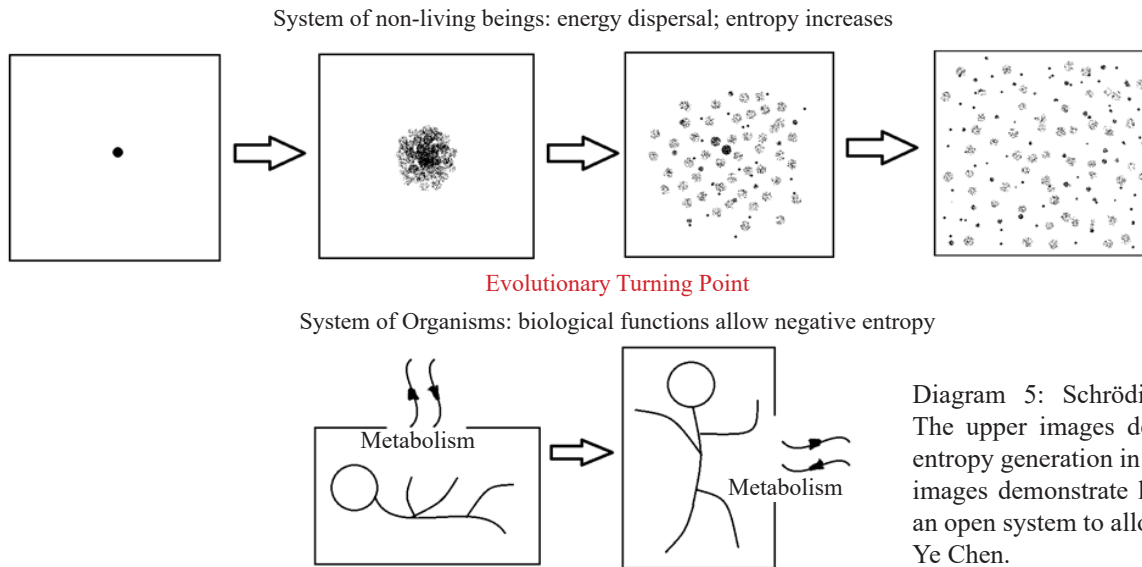 System of non-living beings: energy dispersal; entropy increases
Evolutionary Turning Point
System of Organisms: biological functions allow negative entropy
Metabolism
Metabolism
Diagram 5: Schrödi
The upper images de
entropy generation in
images demonstrate
an open system to allo
Ye Chen.